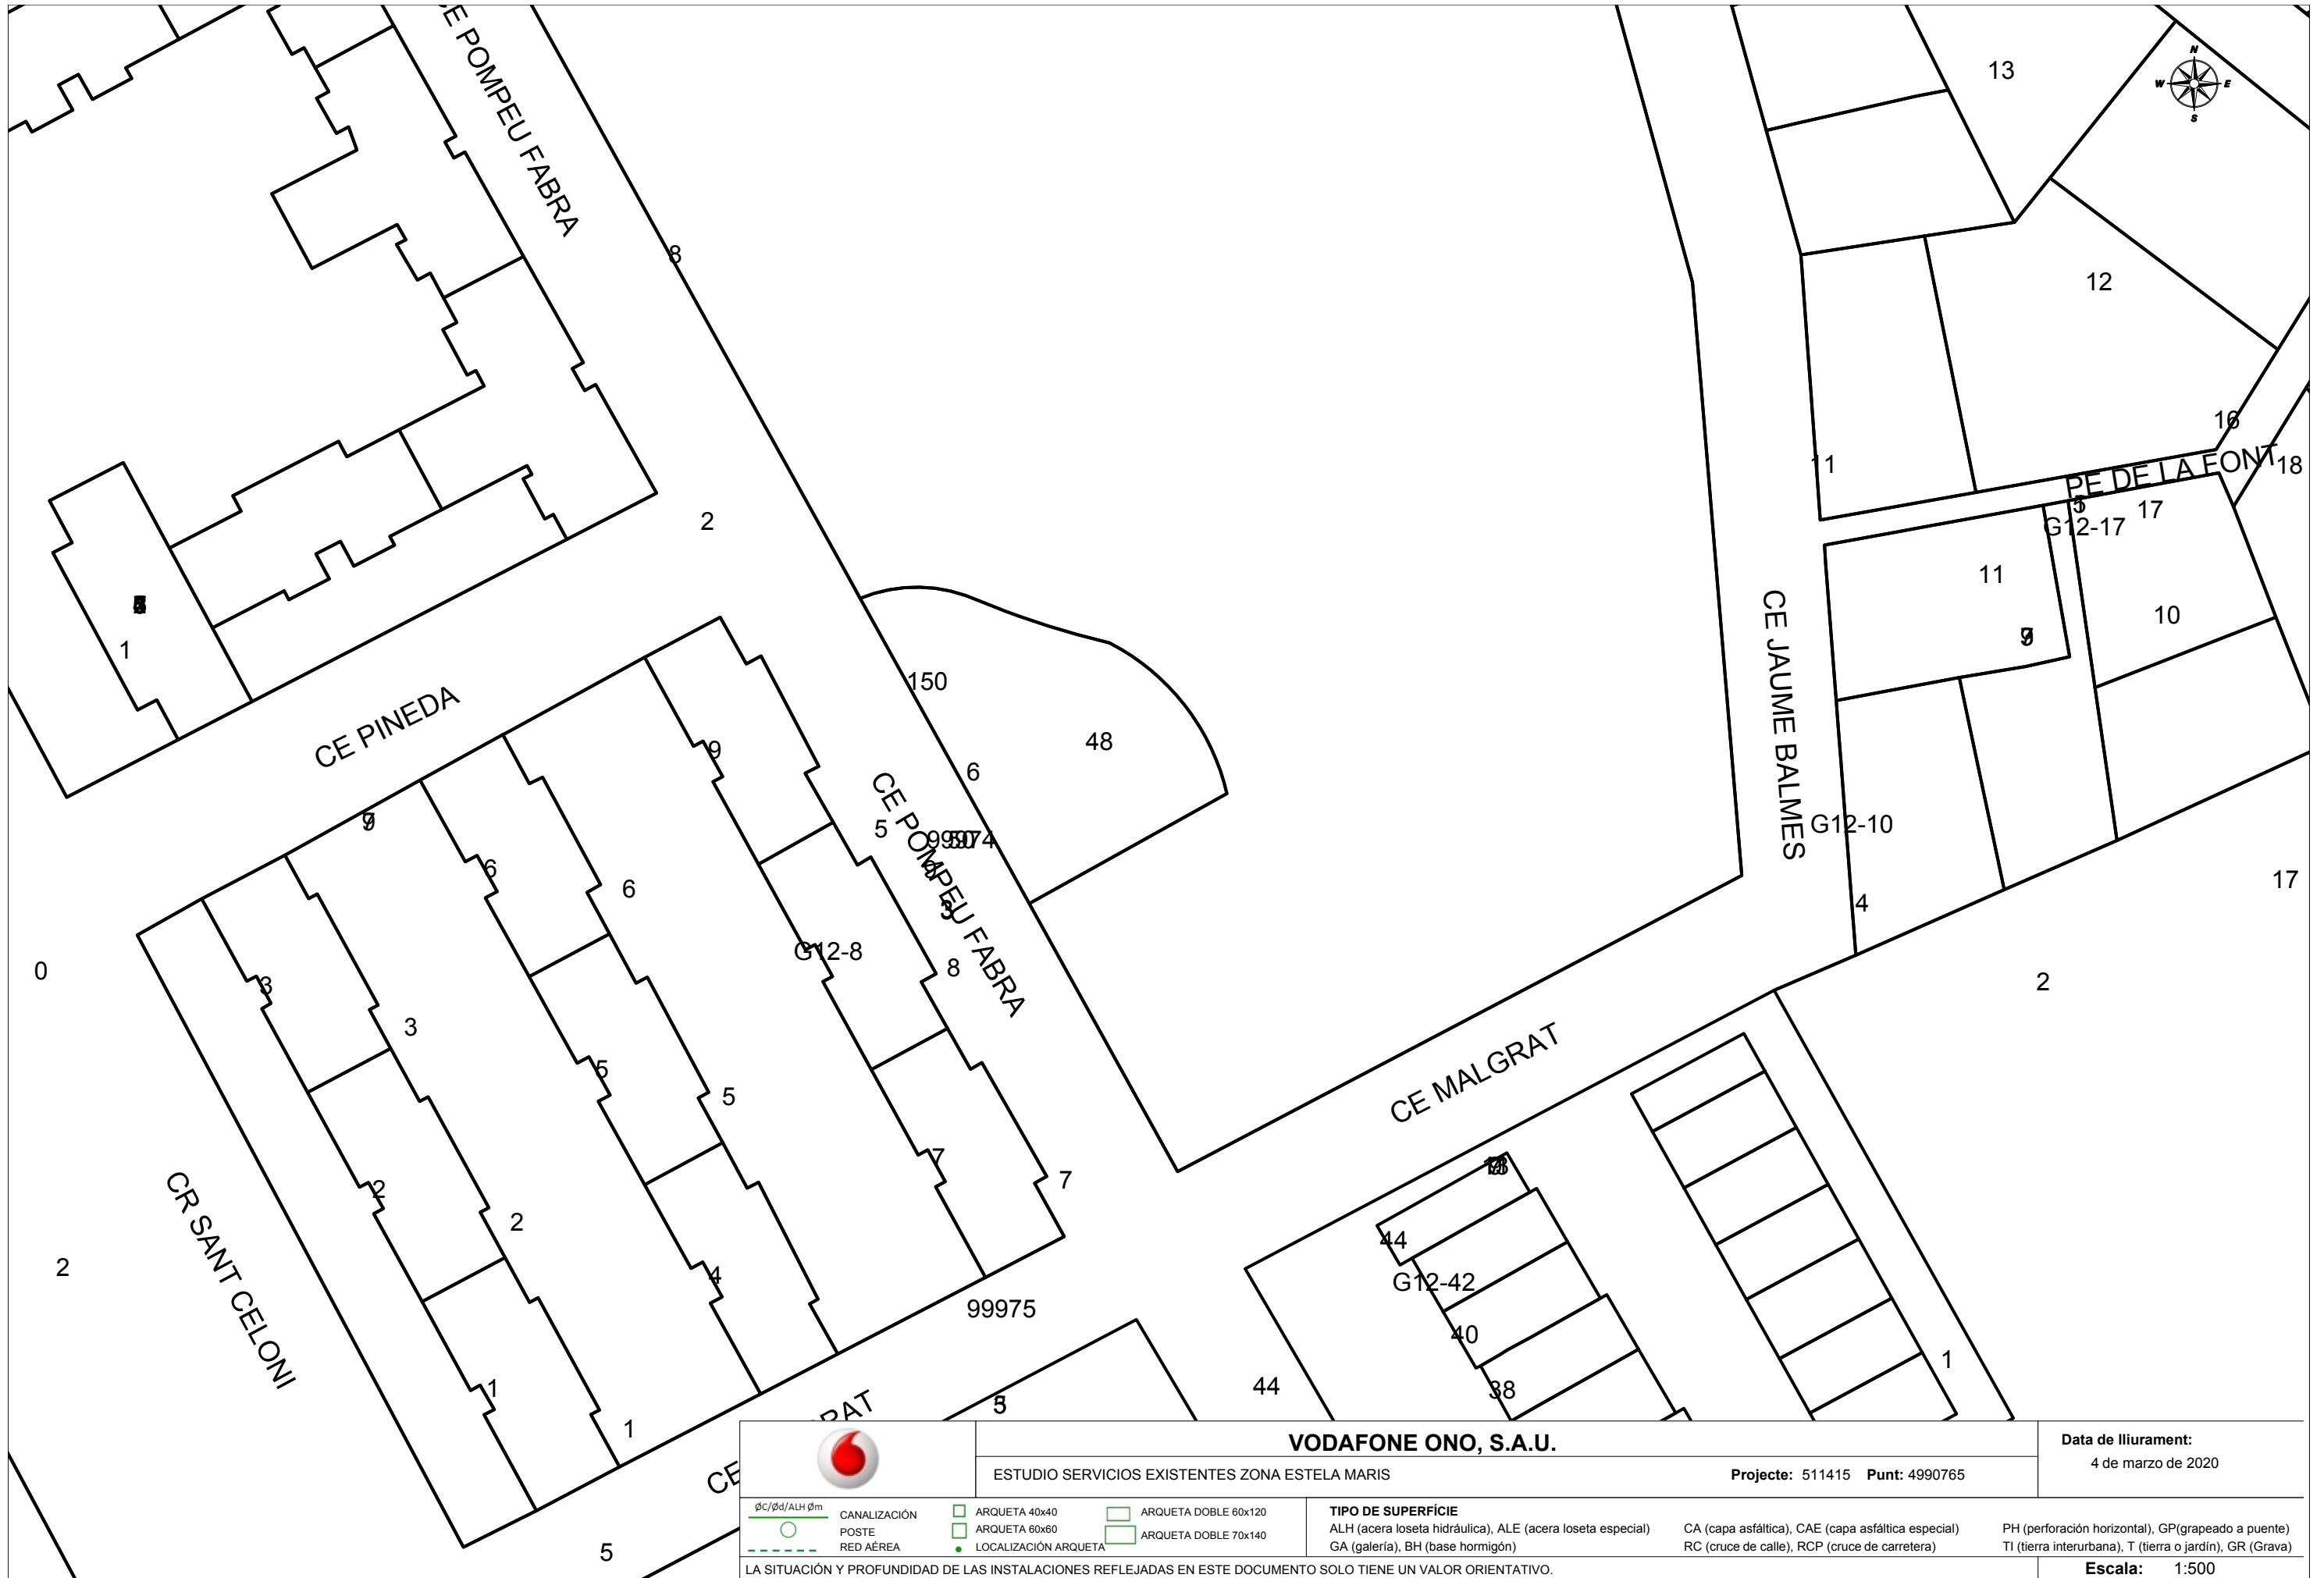 CE POMPEU FABRA
13
N
W
E
S
8
12
16
11
PE DE LA FONT
18
2
5
17
G12-17
11
1
10
150
CE PINEDA
48
9
6
CE JAUME BALMES
5
CE POMPEU FABRA
G12-10
6
6
17
4
G12-8
8
0
3
2
3
5
CE MALGRAT
5
7
7
2
CR SANT CELONI
2
44
2
4
G12-42
99975
40
1
1
44
38
1
5
VODAFONE ONO, S.A.U.
Data de lliurament:
4 de marzo de 2020
ESTUDIO SERVICIOS EXISTENTES ZONA ESTELA MARIS
Projecte: 511415 Punt: 4990765
ØC/Ød/ALH Øm
CANALIZACIÓN
POSTE
RED AÉREA
ARQUETA 40x40
ARQUETA 60x60
LOCALIZACIÓN ARQUETA
ARQUETA DOBLE 60x120
ARQUETA DOBLE 70x140
TIPO DE SUPERFÍCIE
ALH (acera loseta hidráulica), ALE (acera loseta especial)
GA (galería), BH (base hormigón)
CA (capa asfáltica), CAE (capa asfáltica especial)
RC (cruce de calle), RCP (cruce de carretera)
PH (perforación horizontal), GP(grapeado a puente)
TI (tierra interurbana), T (tierra o jardín), GR (Grava)
LA SITUACIÓN Y PROFUNDIDAD DE LAS INSTALACIONES REFLEJADAS EN ESTE DOCUMENTO SOLO TIENE UN VALOR ORIENTATIVO.
Escala: 1:500